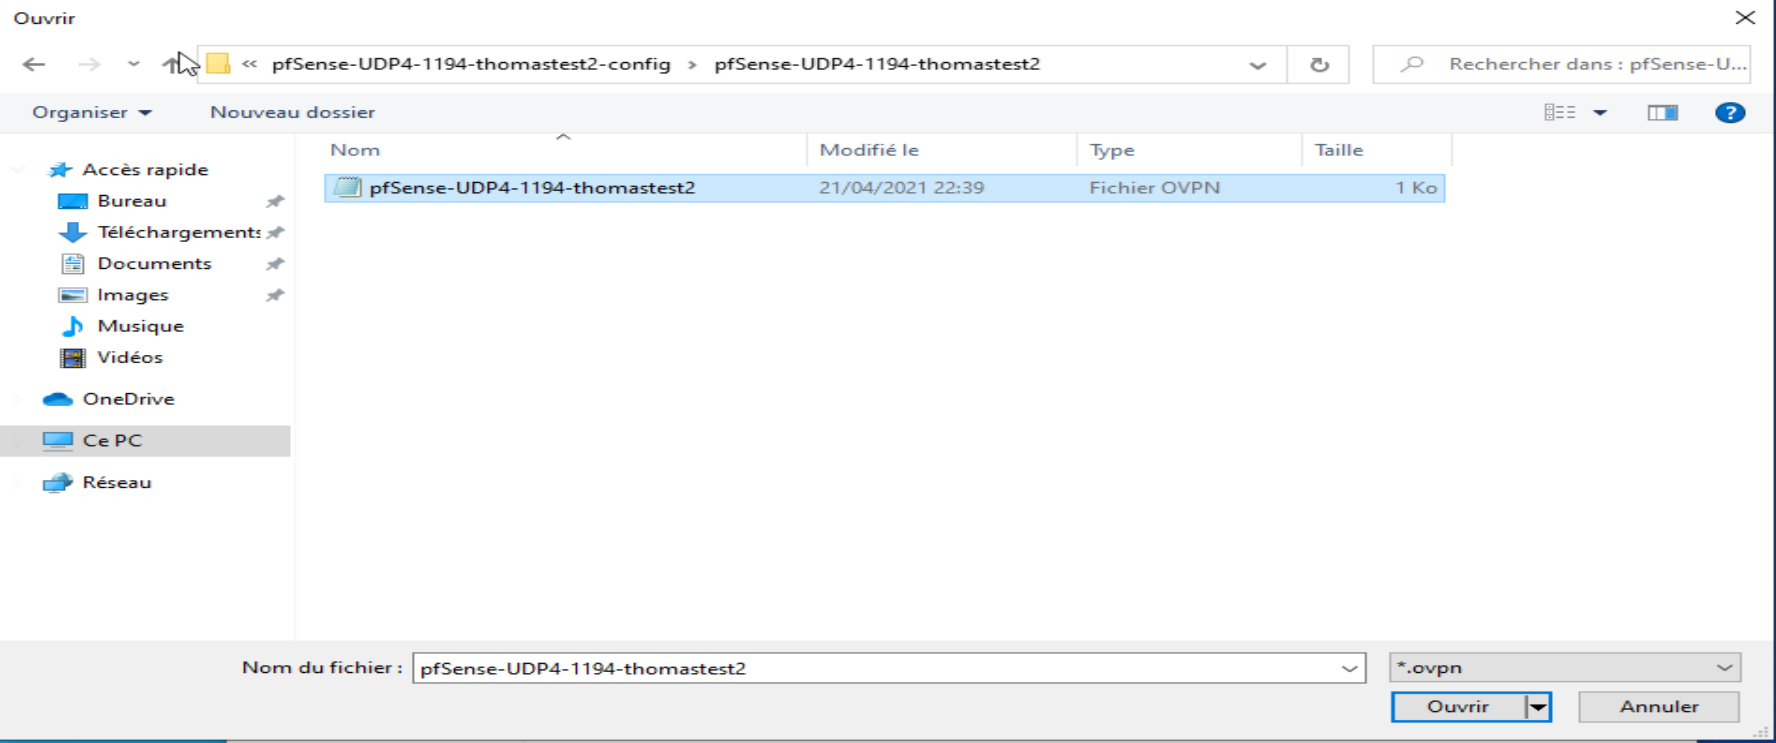 Ouvrir
« pfSense-UDP4-1194-thomastest2-config › pfSense-UDP4-1194-thomastest2
Rechercher dans : pfSense-U...
Organiser
Nouveau dossier
Nom
Modifié le
Type
Taille
pfSense-UDP4-1194-thomastest2
21/04/2021 22:39
Fichier OVPN
1 Ko
Accès rapide
Bureau
Téléchargements
Documents
Images
Musique
Vidéos
OneDrive
Ce PC
Réseau
Nom du fichier :
pfSense-UDP4-1194-thomastest2
*.ovpn
Ouvrir
Annuler